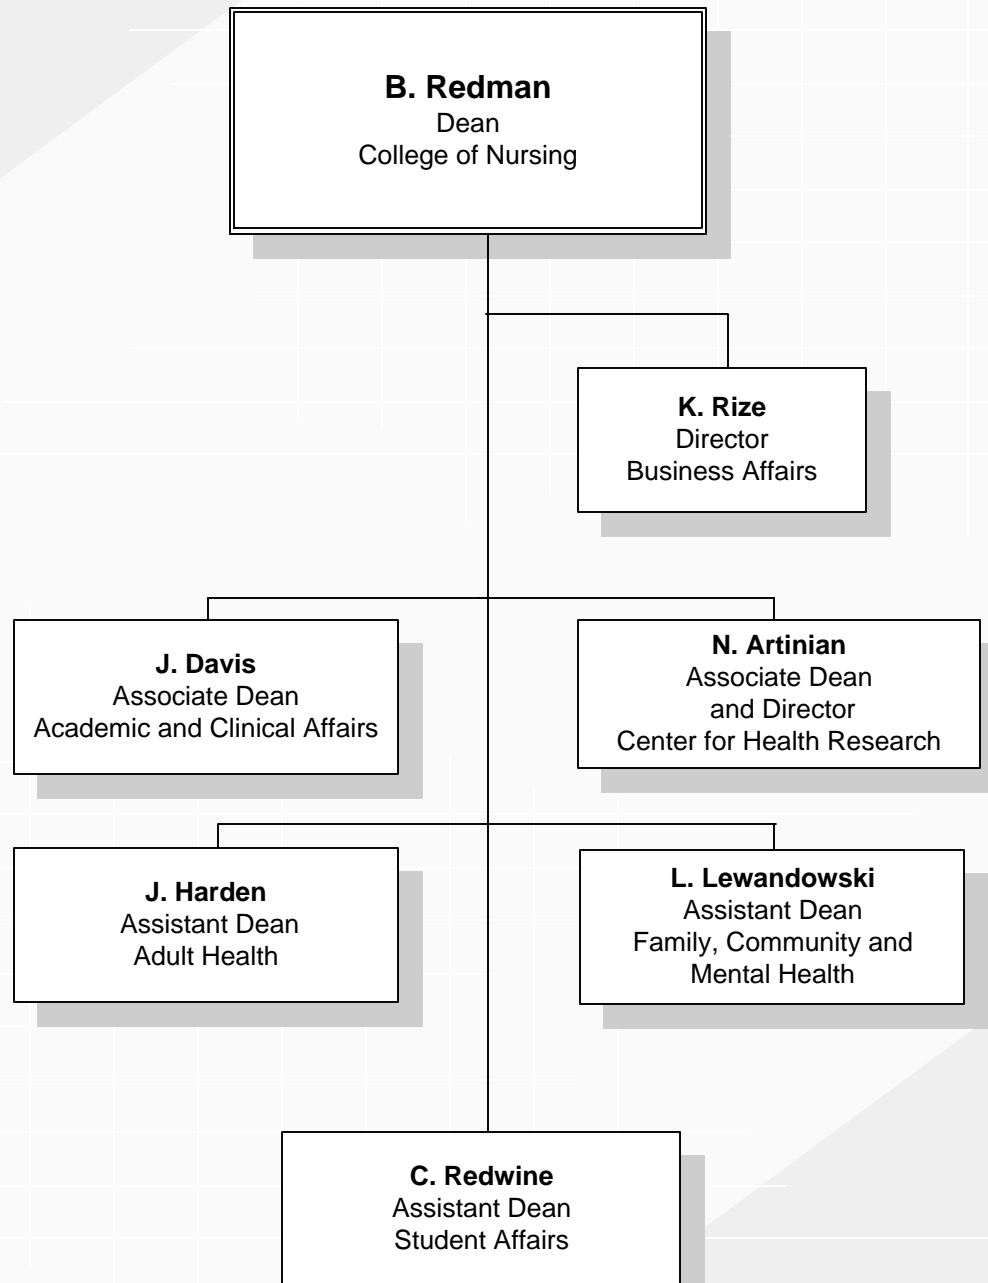 B. Redman
Dean
College of Nursing
K. Rize
Director
Business Affairs
J. Davis
Associate Dean
Academic and Clinical Affairs
N. Artinian
Associate Dean
and Director
Center for Health Research
J. Harden
Assistant Dean
Adult Health
L. Lewandowski
Assistant Dean
Family, Community and
Mental Health
C. Redwine
Assistant Dean
Student Affairs